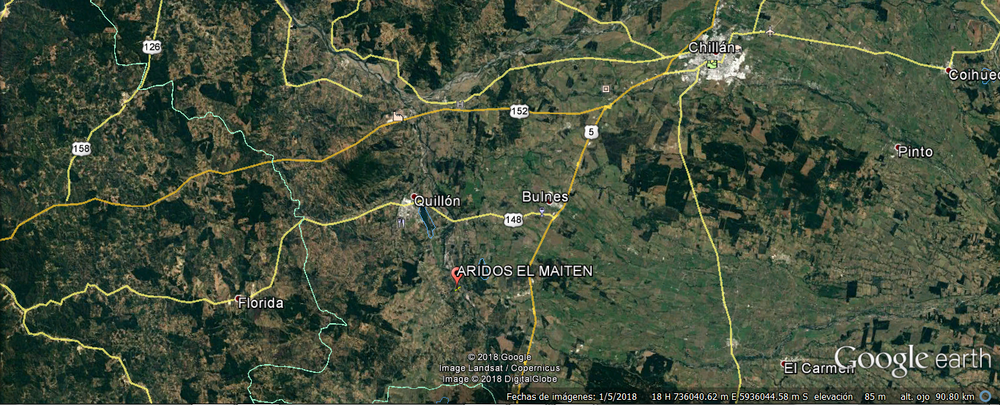 126
Chillán
Coihuec
152
5
158
Pinto
Quillón
Bulnes
148
ARIDOS EL MAITEN
Florida
© 2018 Google
Image Landsat / Copernicus
Image © 2018 DigitalGlobe
El Carmen
Google earth
Fechas de imágenes: 1/5/2018 18 H 736040.62 m E 5936044.58 m S elevación 85 m alt. ojo 90.80 km